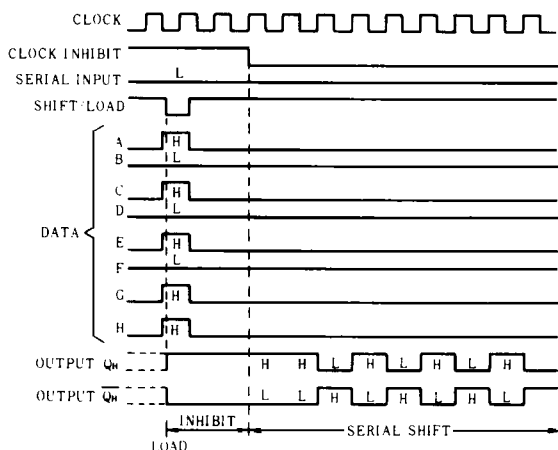 CLOCK
CLOCK INHIBIT
L
SERIAL INPUT
SHIFT/LOAD
A H
B L
C H
D L
DATA
E H
F L
G H
H H
OUTPUT QH H H L H L H L H
OUTPUT QH L L H L H L H L
INHIBIT
SERIAL SHIFT
LOAD